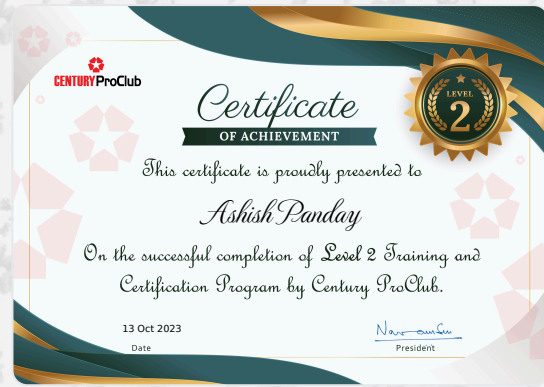 CENTURY ProClub
LEVEL
2
Certificate
OF ACHIEVEMENT
This certificate is proudly presented to
Ashish Panday
On the successful completion of Level 2 Training and
Certification Program by Century ProClub.
13 Oct 2023
Date
President